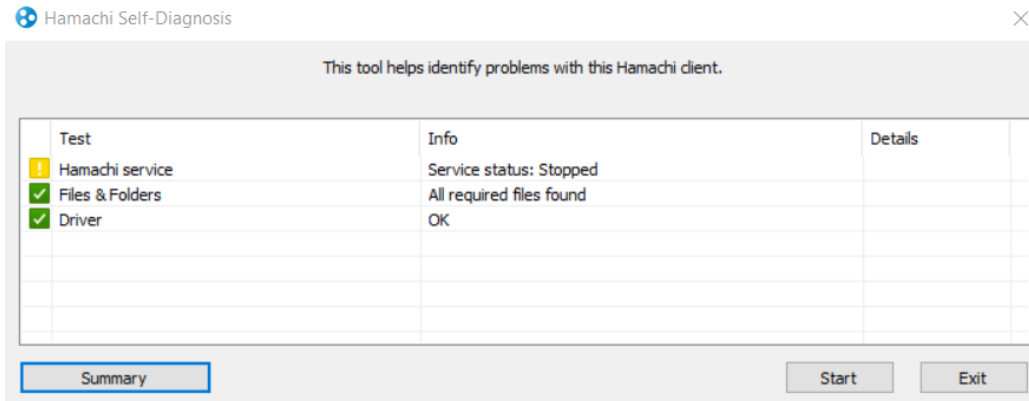 Hamachi Self-Diagnosis
This tool helps identify problems with this Hamachi client.
Test Info Details
Hamachi service Service status: Stopped
Files & Folders All required files found
Driver OK
Summary Start Exit